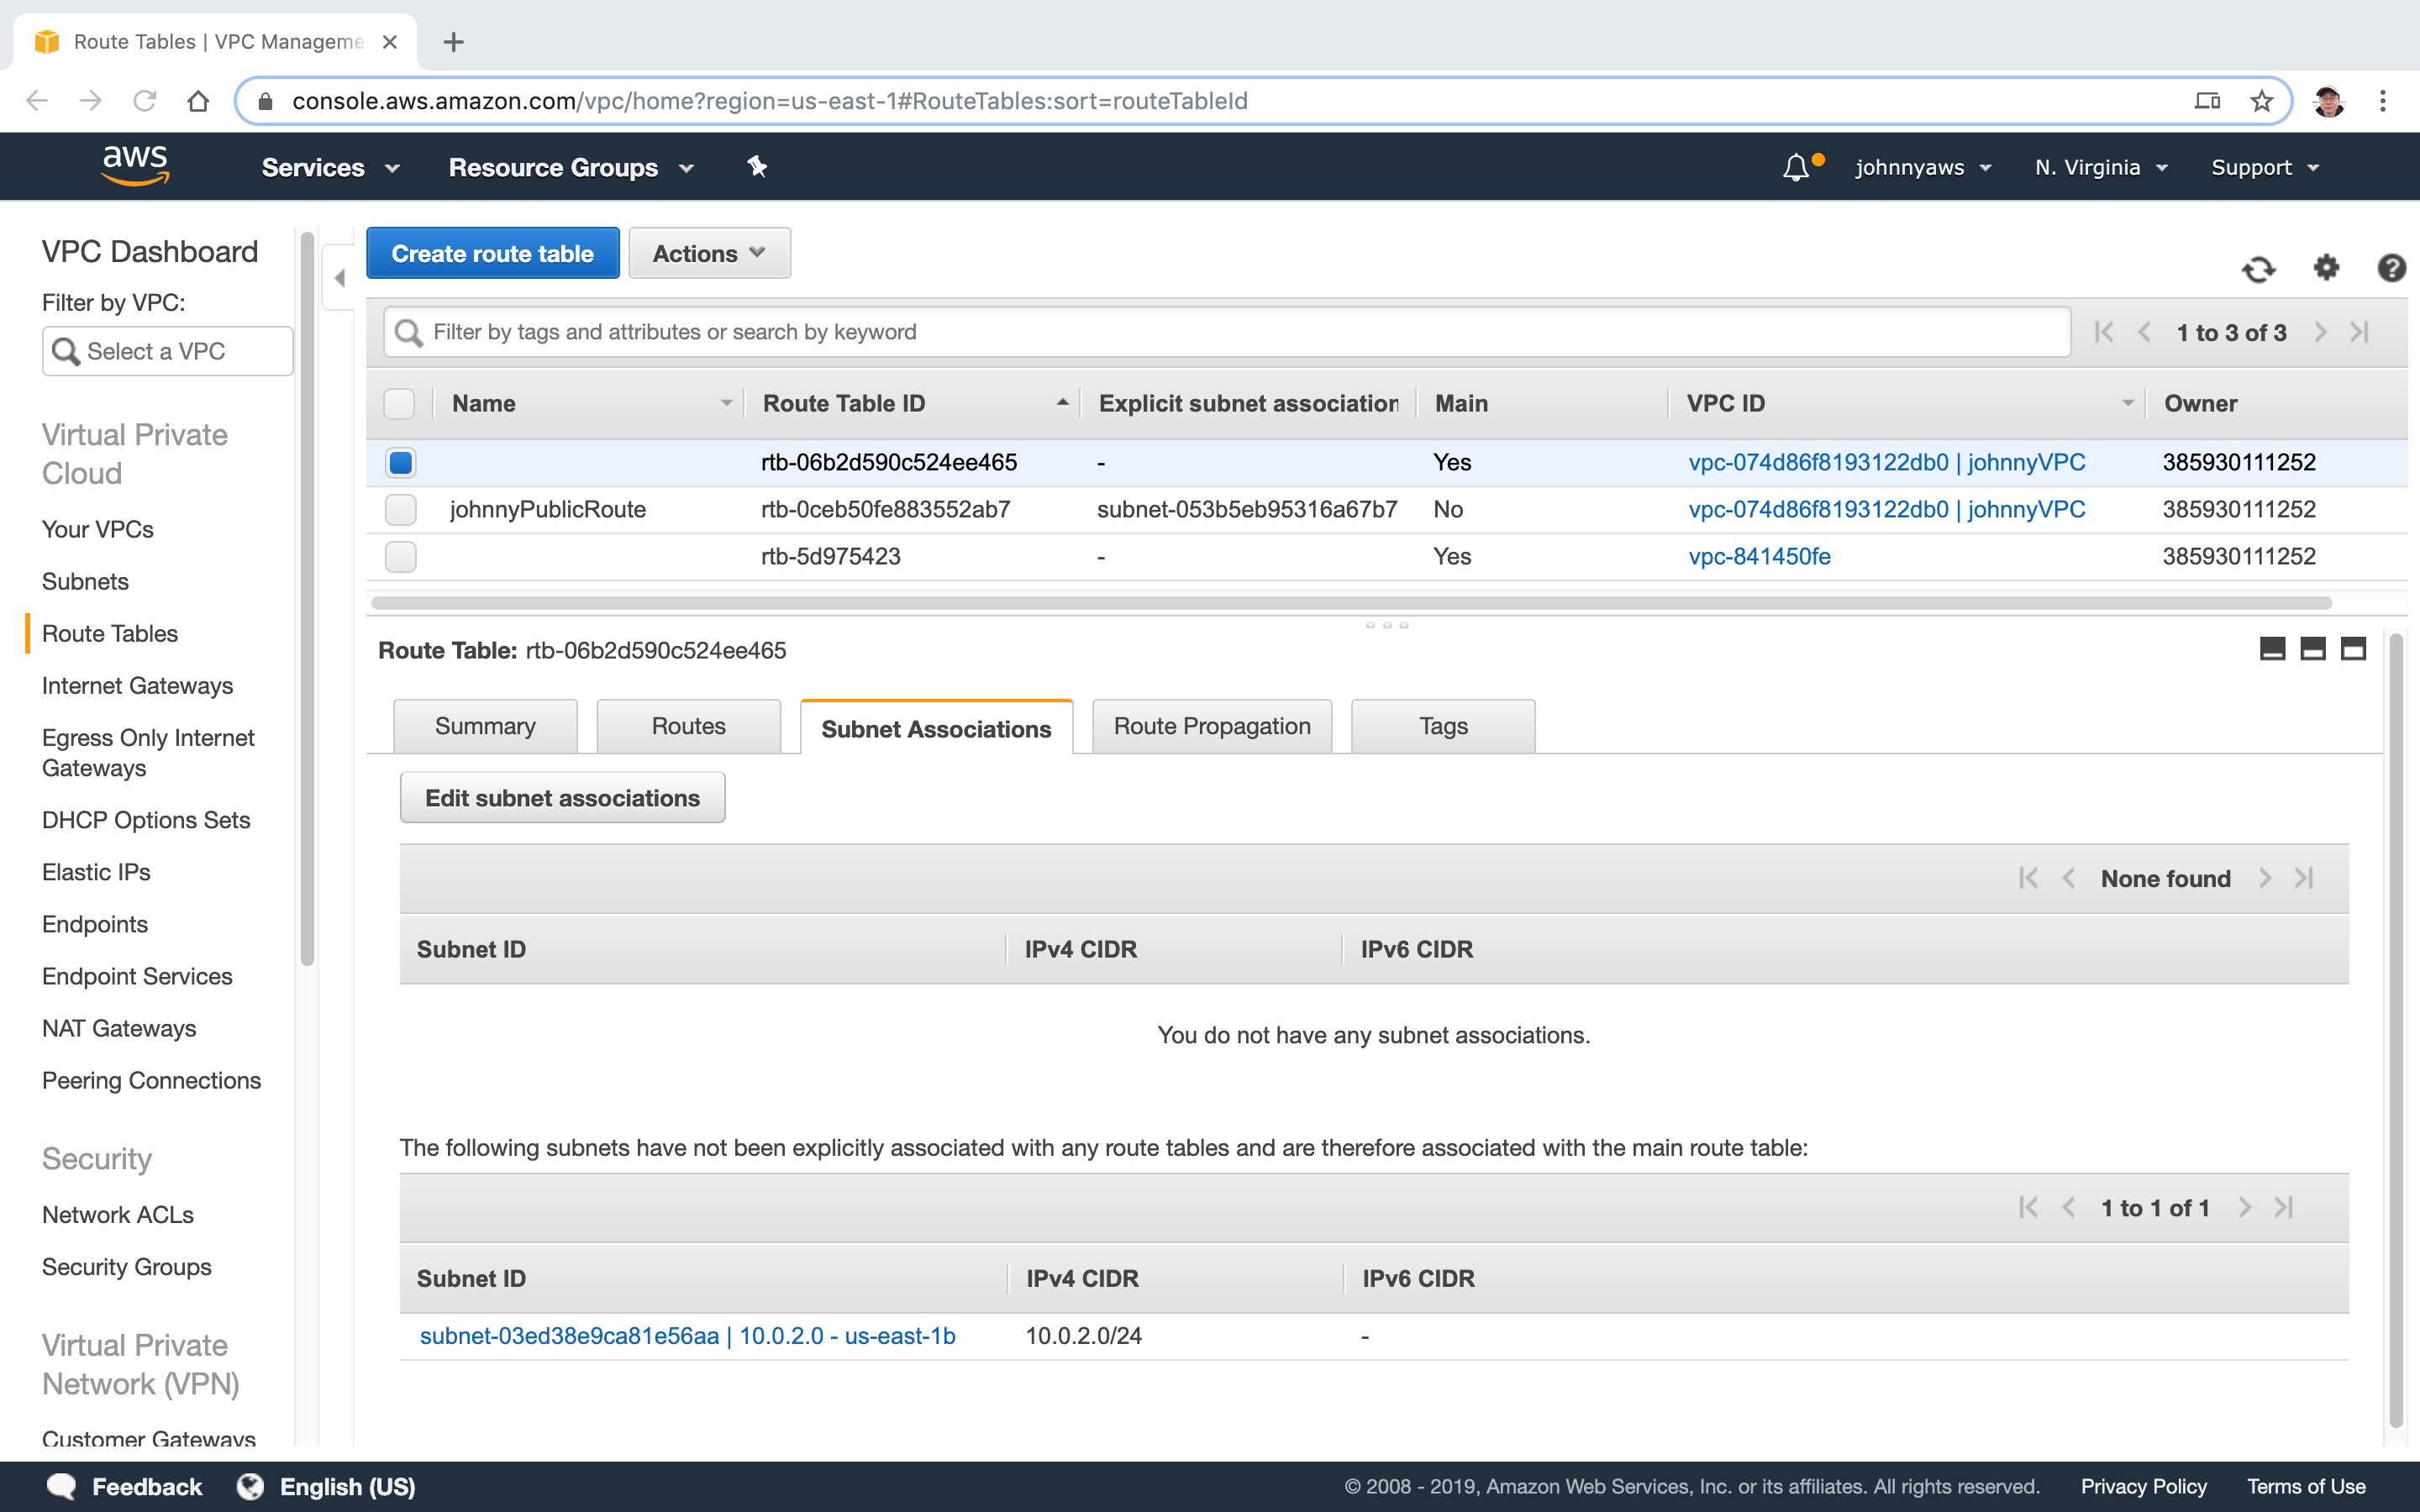 Route Tables | VPC Manageme
console.aws.amazon.com/vpc/home?region=us-east-1#RouteTables:sort=routeTableId
aws Services Resource Groups johnnyaws N. Virginia Support
VPC Dashboard
Filter by VPC:
Select a VPC
Virtual Private
Cloud
Your VPCs
Subnets
Route Tables
Internet Gateways
Egress Only Internet
Gateways
DHCP Options Sets
Elastic IPs
Endpoints
Endpoint Services
NAT Gateways
Peering Connections
Security
Network ACLs
Security Groups
Virtual Private
Network (VPN)
Customer Gateways
Create route table Actions
Filter by tags and attributes or search by keyword 1 to 3 of 3
Name Route Table ID Explicit subnet association Main VPC ID Owner
rtb-06b2d590c524ee465 - Yes vpc-074d86f8193122db0 | johnnyVPC 385930111252
johnnyPublicRoute rtb-0ceb50fe883552ab7 subnet-053b5eb95316a67b7 No vpc-074d86f8193122db0 | johnnyVPC 385930111252
rtb-5d975423 - Yes vpc-841450fe 385930111252
Route Table: rtb-06b2d590c524ee465
Summary Routes Subnet Associations Route Propagation Tags
Edit subnet associations
None found
Subnet ID IPv4 CIDR IPv6 CIDR
You do not have any subnet associations.
The following subnets have not been explicitly associated with any route tables and are therefore associated with the main route table:
1 to 1 of 1
Subnet ID IPv4 CIDR IPv6 CIDR
subnet-03ed38e9ca81e56aa | 10.0.2.0 - us-east-1b 10.0.2.0/24 -
Feedback English (US) © 2008 - 2019, Amazon Web Services, Inc. or its affiliates. All rights reserved. Privacy Policy Terms of Use